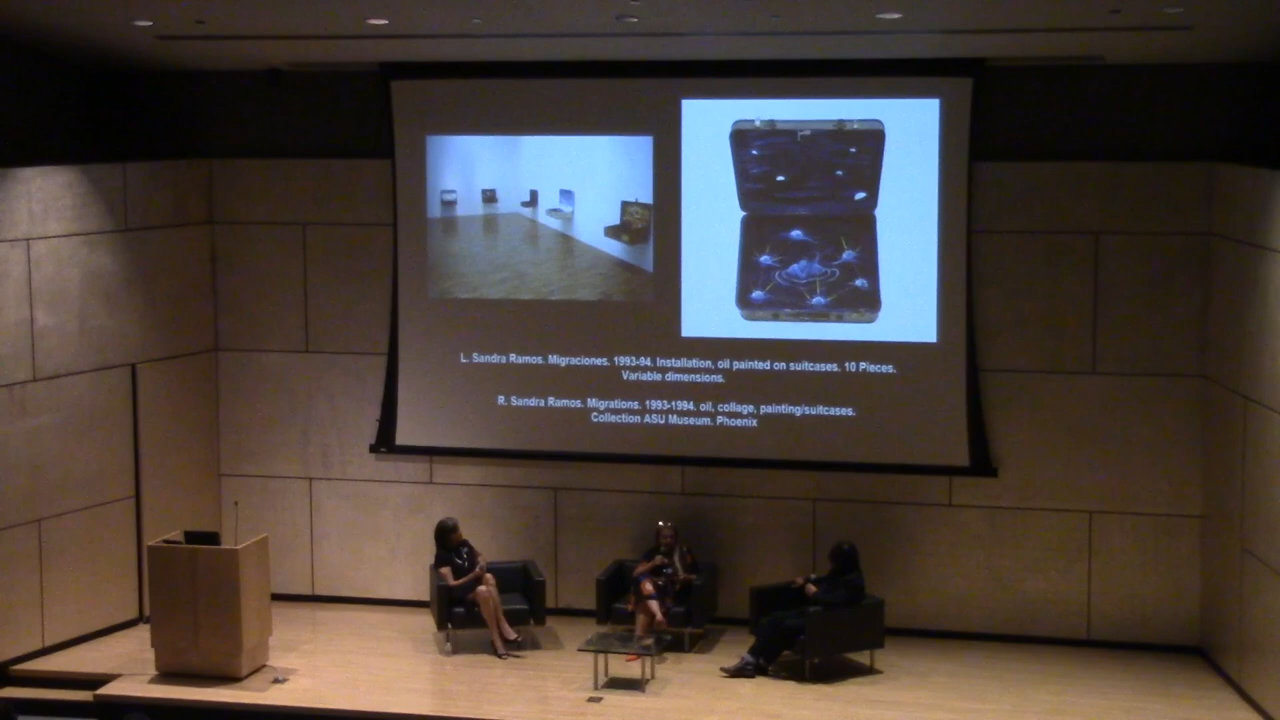 L. Sandra Ramos. Migraciones. 1993-94. Installation, oil painted on suitcases. 10 Pieces.
Variable dimensions.
R. Sandra Ramos. Migrations. 1993-1994. oil, collage, painting/suitcases.
Collection ASU Museum. Phoenix